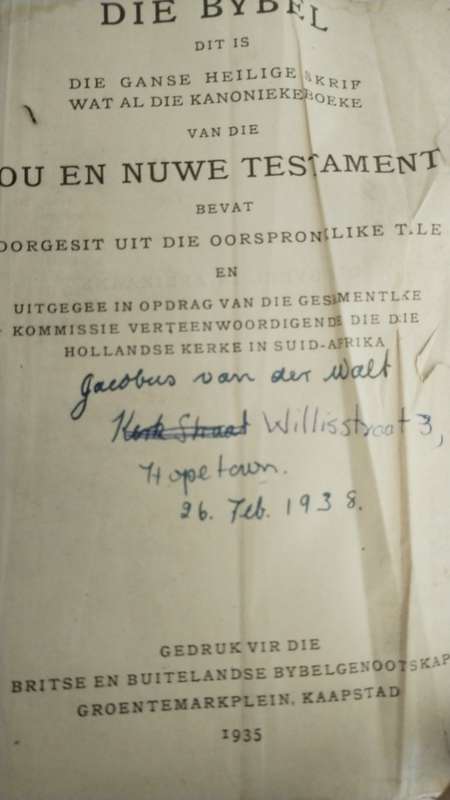 DIE BYBEL
DIT IS
DIE GANSE HEILIGE SKRIF
WAT AL DIE KANONIEKE BOEKE
VAN DIE
OU EN NUWE TESTAMENT
BEVAT
OORGESIT UIT DIE OORSPRONKLIKE TALE
EN
UITGEGEE IN OPDRAG VAN DIE GESAMENTLIKE
KOMMISSIE VERTEENWOORDIGENDE DIE DIE
HOLLANDSE KERKE IN SUID-AFRIKA
Jacobus van der Walt
Kerk Straat Willisstraat 3,
Hopetown.
26. Feb. 1938.
GEDRUK VIR DIE
BRITSE EN BUITELANDSE BYBELGENOOTSKAP
GROENTEMARKPLEIN, KAAPSTAD
1935